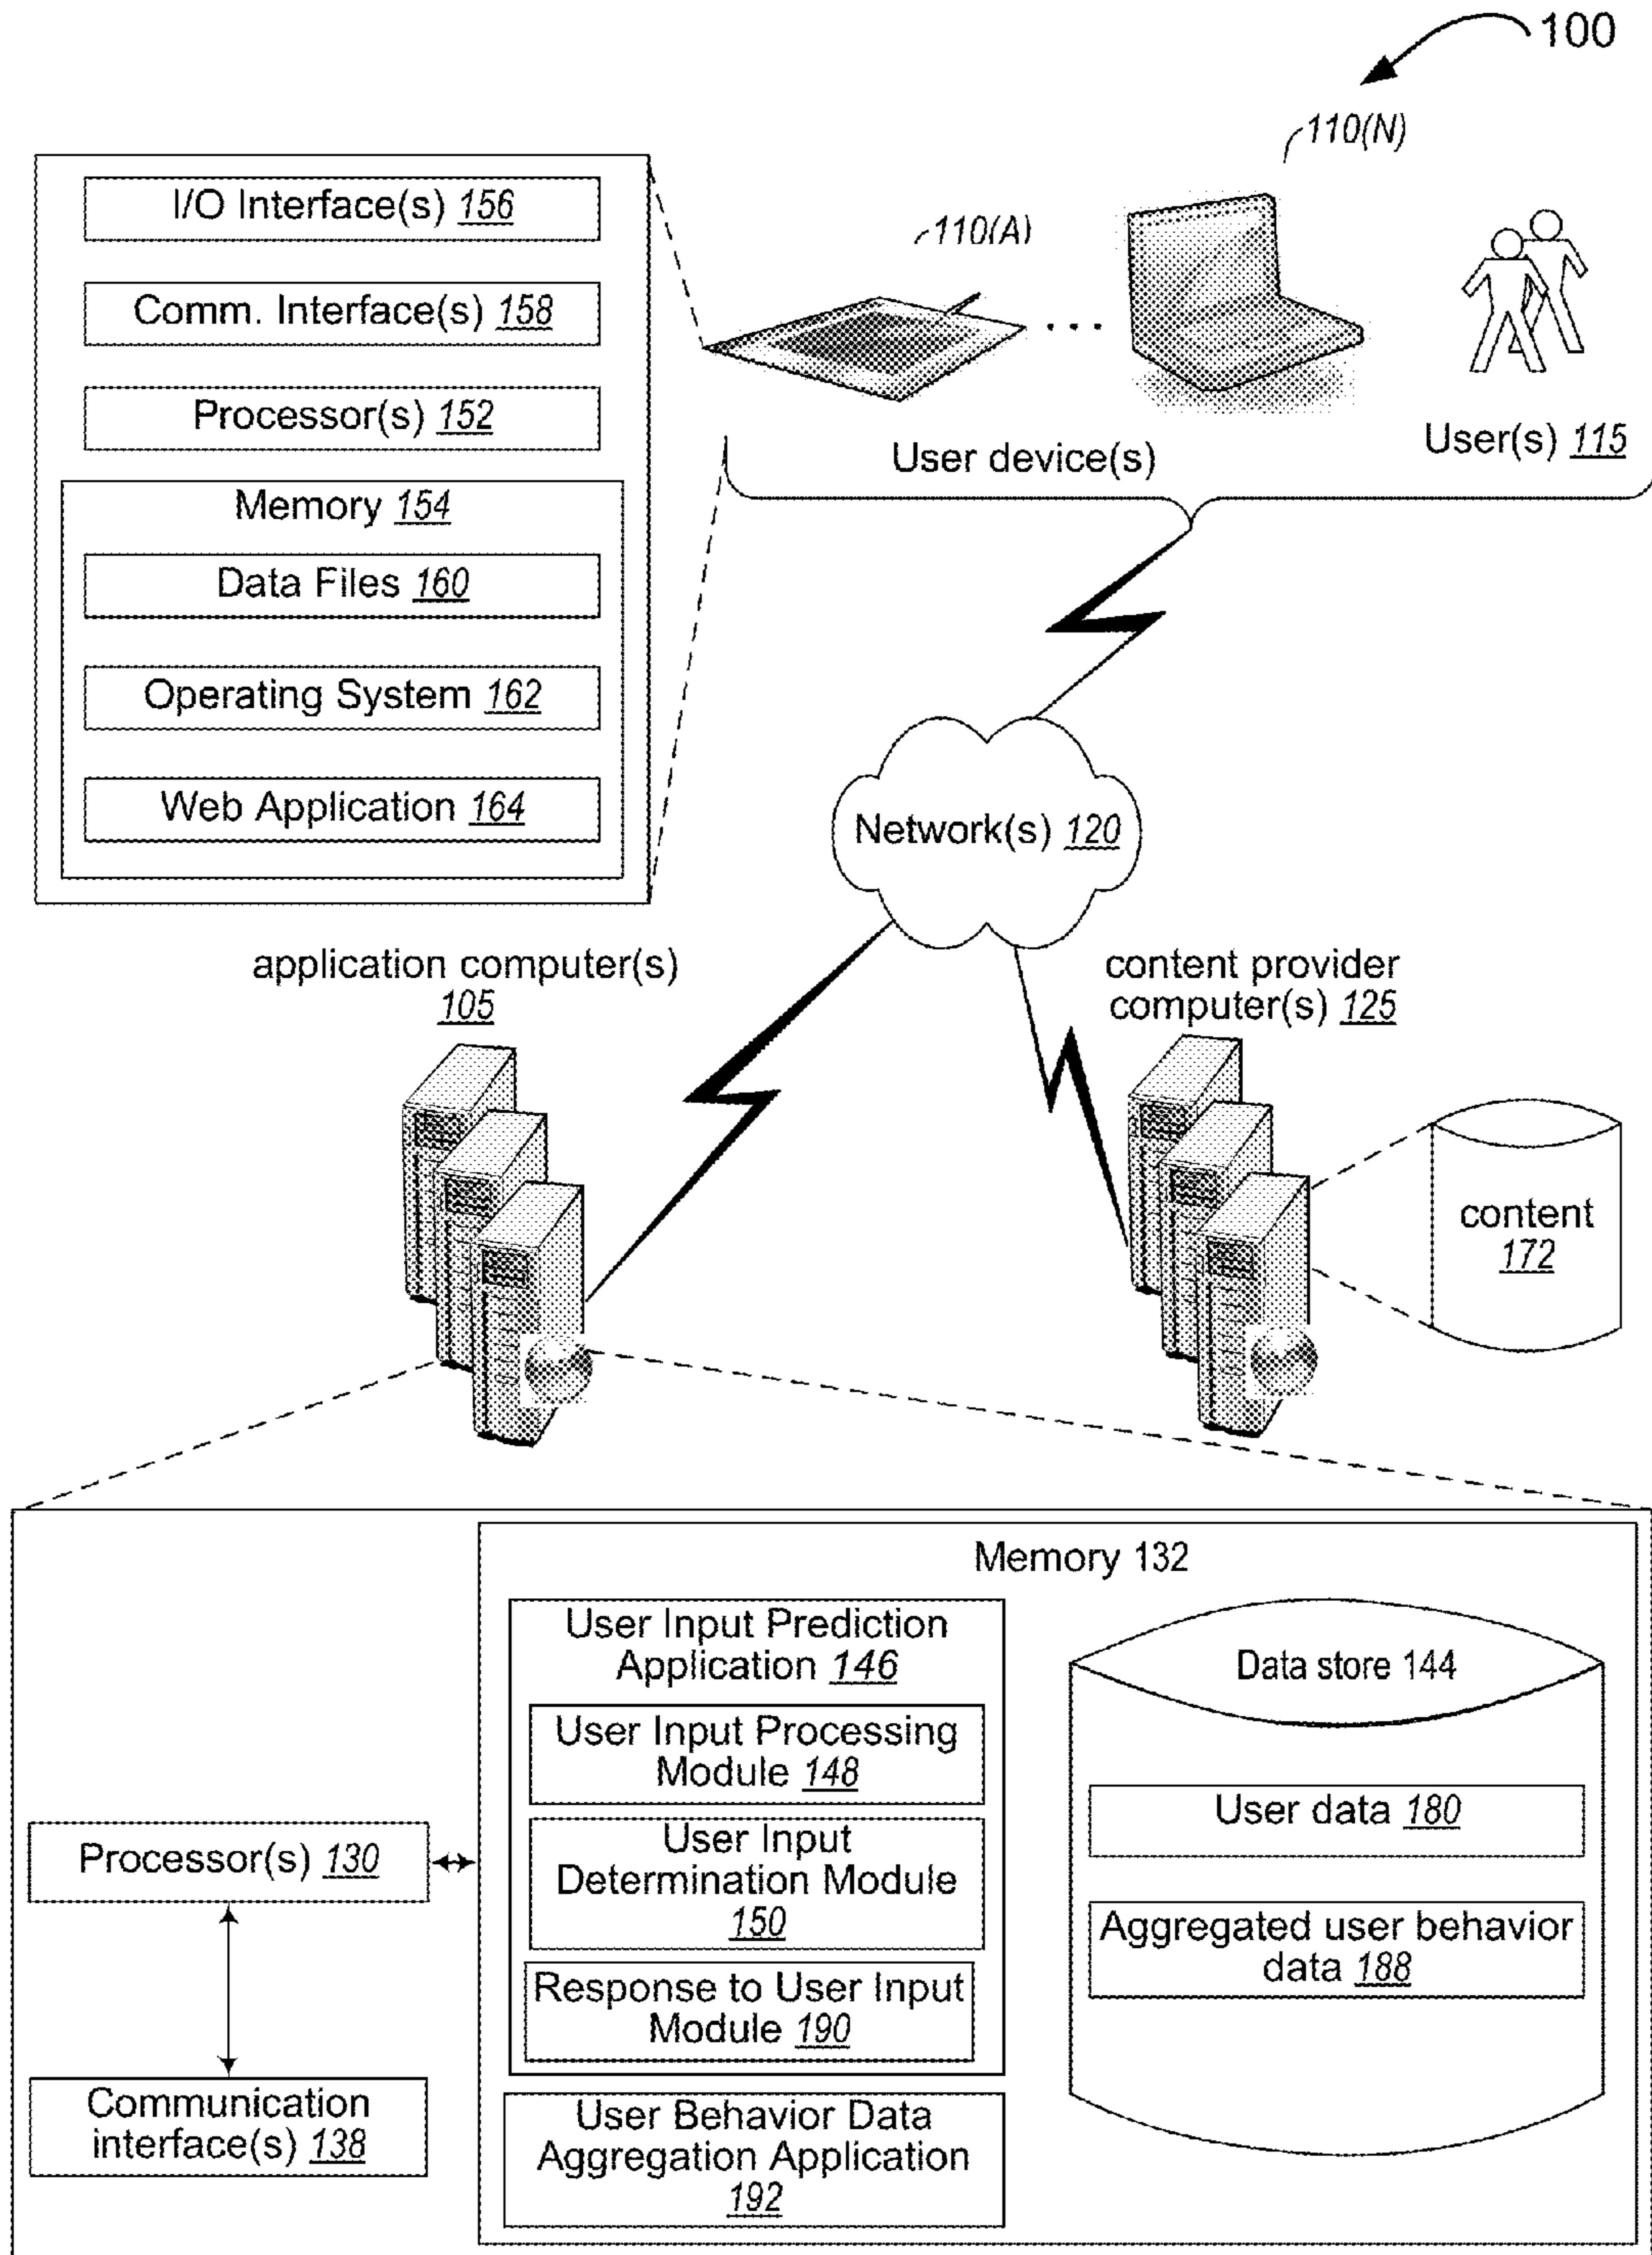 100
110(N)
110(A)
I/O Interface(s) 156
Comm. Interface(s) 158
Processor(s) 152
Memory 154
Data Files 160
Operating System 162
Web Application 164
...
User device(s)
User(s) 115
Network(s) 120
application computer(s)
105
content provider
computer(s) 125
content
172
Memory 132
User Input Prediction
Application 146
User Input Processing
Module 148
User Input
Determination Module
150
Response to User Input
Module 190
User Behavior Data
Aggregation Application
192
Data store 144
User data 180
Aggregated user behavior
data 188
Processor(s) 130
Communication
interface(s) 138